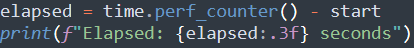 elapsed = time.perf_counter() - start
print(f"Elapsed: {elapsed:.3f} seconds")